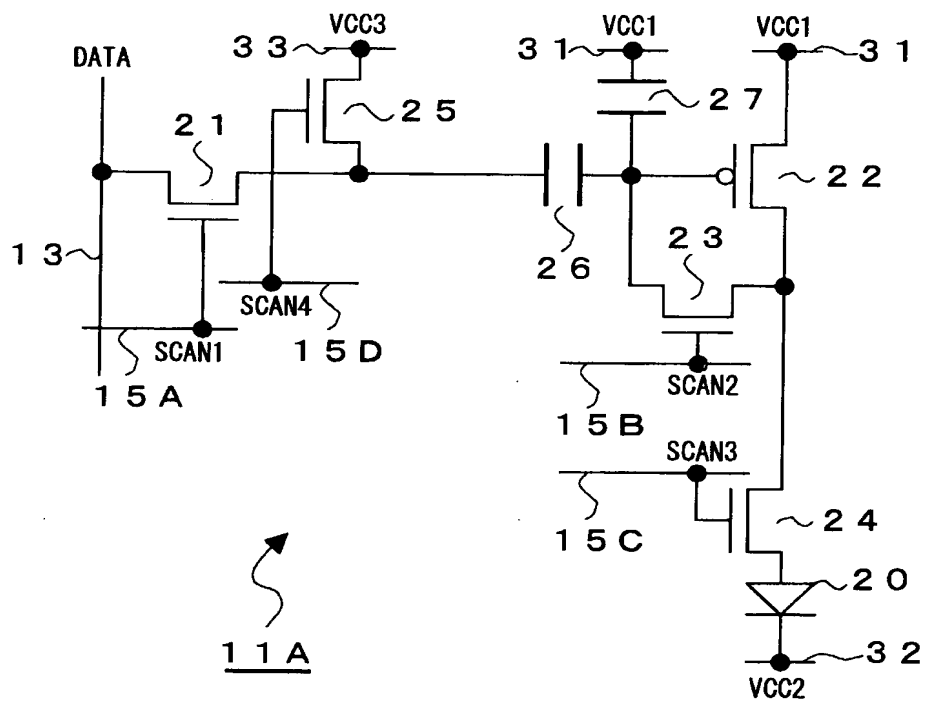 VCC3
VCC1
VCC1
33
31
31
DATA
27
25
21
22
23
13
26
SCAN4
SCAN1
15D
SCAN2
15A
15B
SCAN3
24
15C
20
11A
32
VCC2